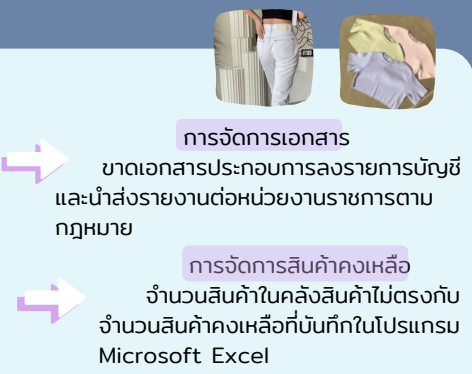 การจัดการเอกสาร
ขาดเอกสารประกอบการลงรายการบัญชี
และนำส่งรายงานต่อหน่วยงานราชการตาม
กฎหมาย
การจัดการสินค้าคงเหลือ
จำนวนสินค้าในคลังสินค้าไม่ตรงกับ
จำนวนสินค้าคงเหลือที่บันทึกในโปรแกรม
Microsoft Excel